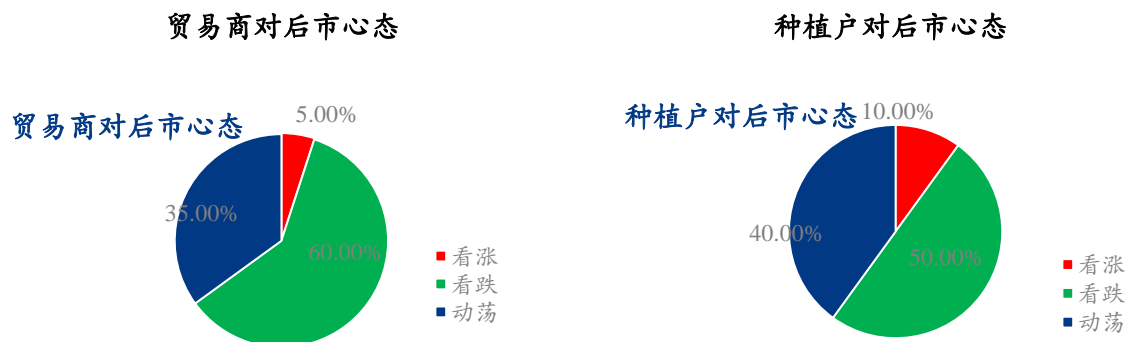 贸易商对后市心态
贸易商对后市心态
5.00%
35.00%
60.00%
看涨
看跌
动荡
种植户对后市心态
种植户对后市心态
10.00%
40.00%
50.00%
看涨
看跌
动荡